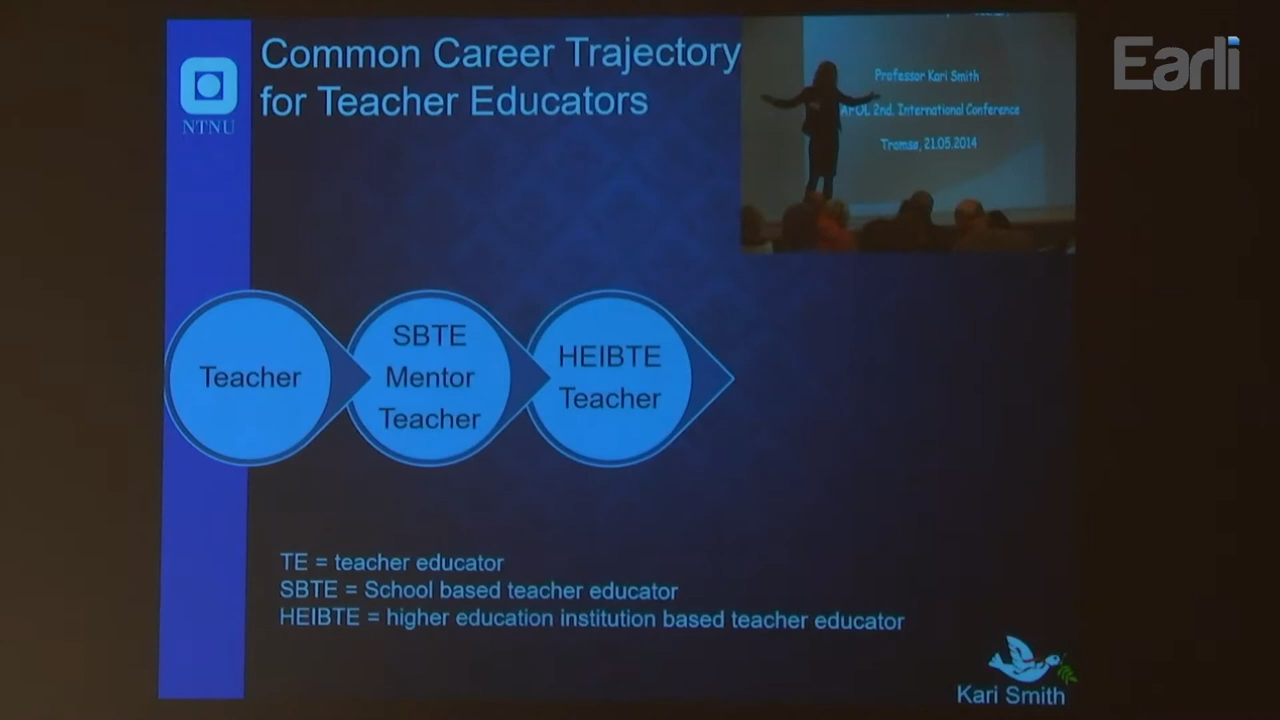 Common Career Trajectory
for Teacher Educators
NTNU
Professor Kari Smith
2nd. International Conference
Tromsø, 21.05.2014
Earli
Teacher
SBTE
Mentor
Teacher
HEIBTE
Teacher
TE = teacher educator
SBTE = School based teacher educator
HEIBTE = higher education institution based teacher educator
Kari Smith